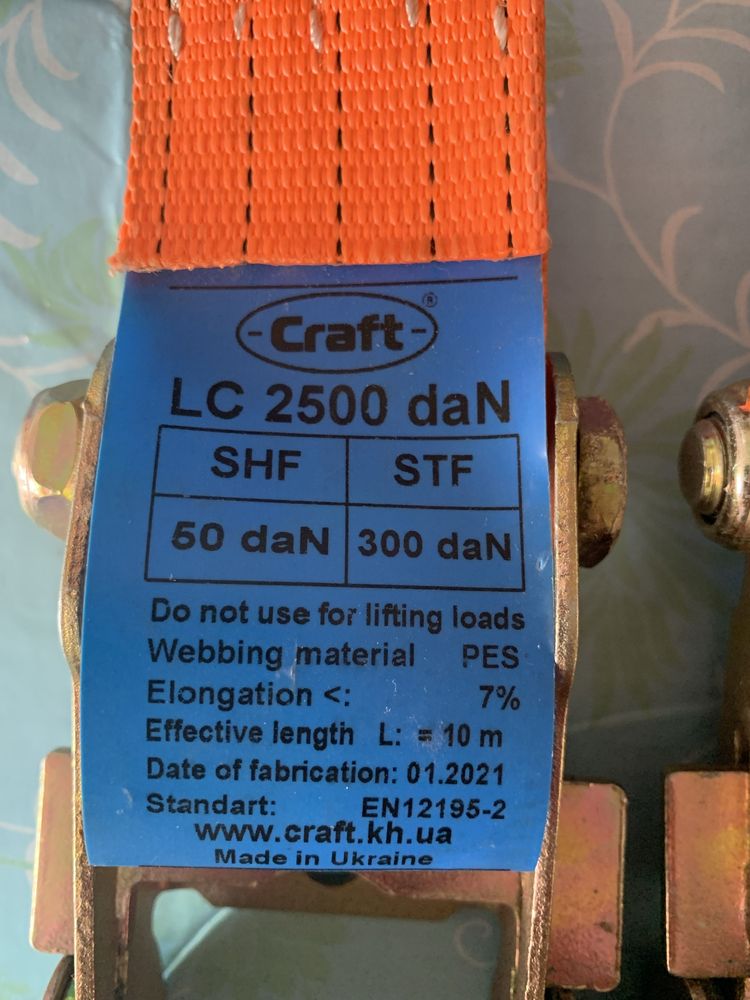 -Craft- ®
LC 2500 daN
SHF STF
50 daN 300 daN
Do not use for lifting loads
Webbing material PES
Elongation <: 7%
Effective length L: = 10 m
Date of fabrication: 01.2021
Standart: EN12195-2
www.craft.kh.ua
Made in Ukraine